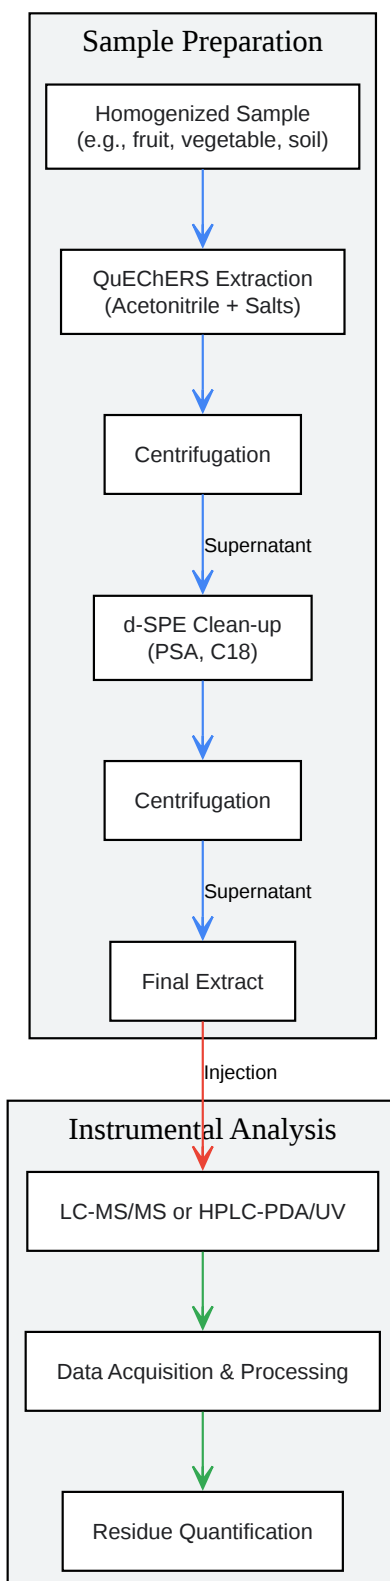 Sample Preparation
Homogenized Sample
(e.g., fruit, vegetable, soil)
QuEChERS Extraction
(Acetonitrile + Salts)
Centrifugation
Supernatant
d-SPE Clean-up
(PSA, C18)
Centrifugation
Supernatant
Final Extract
Injection
Instrumental Analysis
LC-MS/MS or HPLC-PDA/UV
Data Acquisition & Processing
Residue Quantification